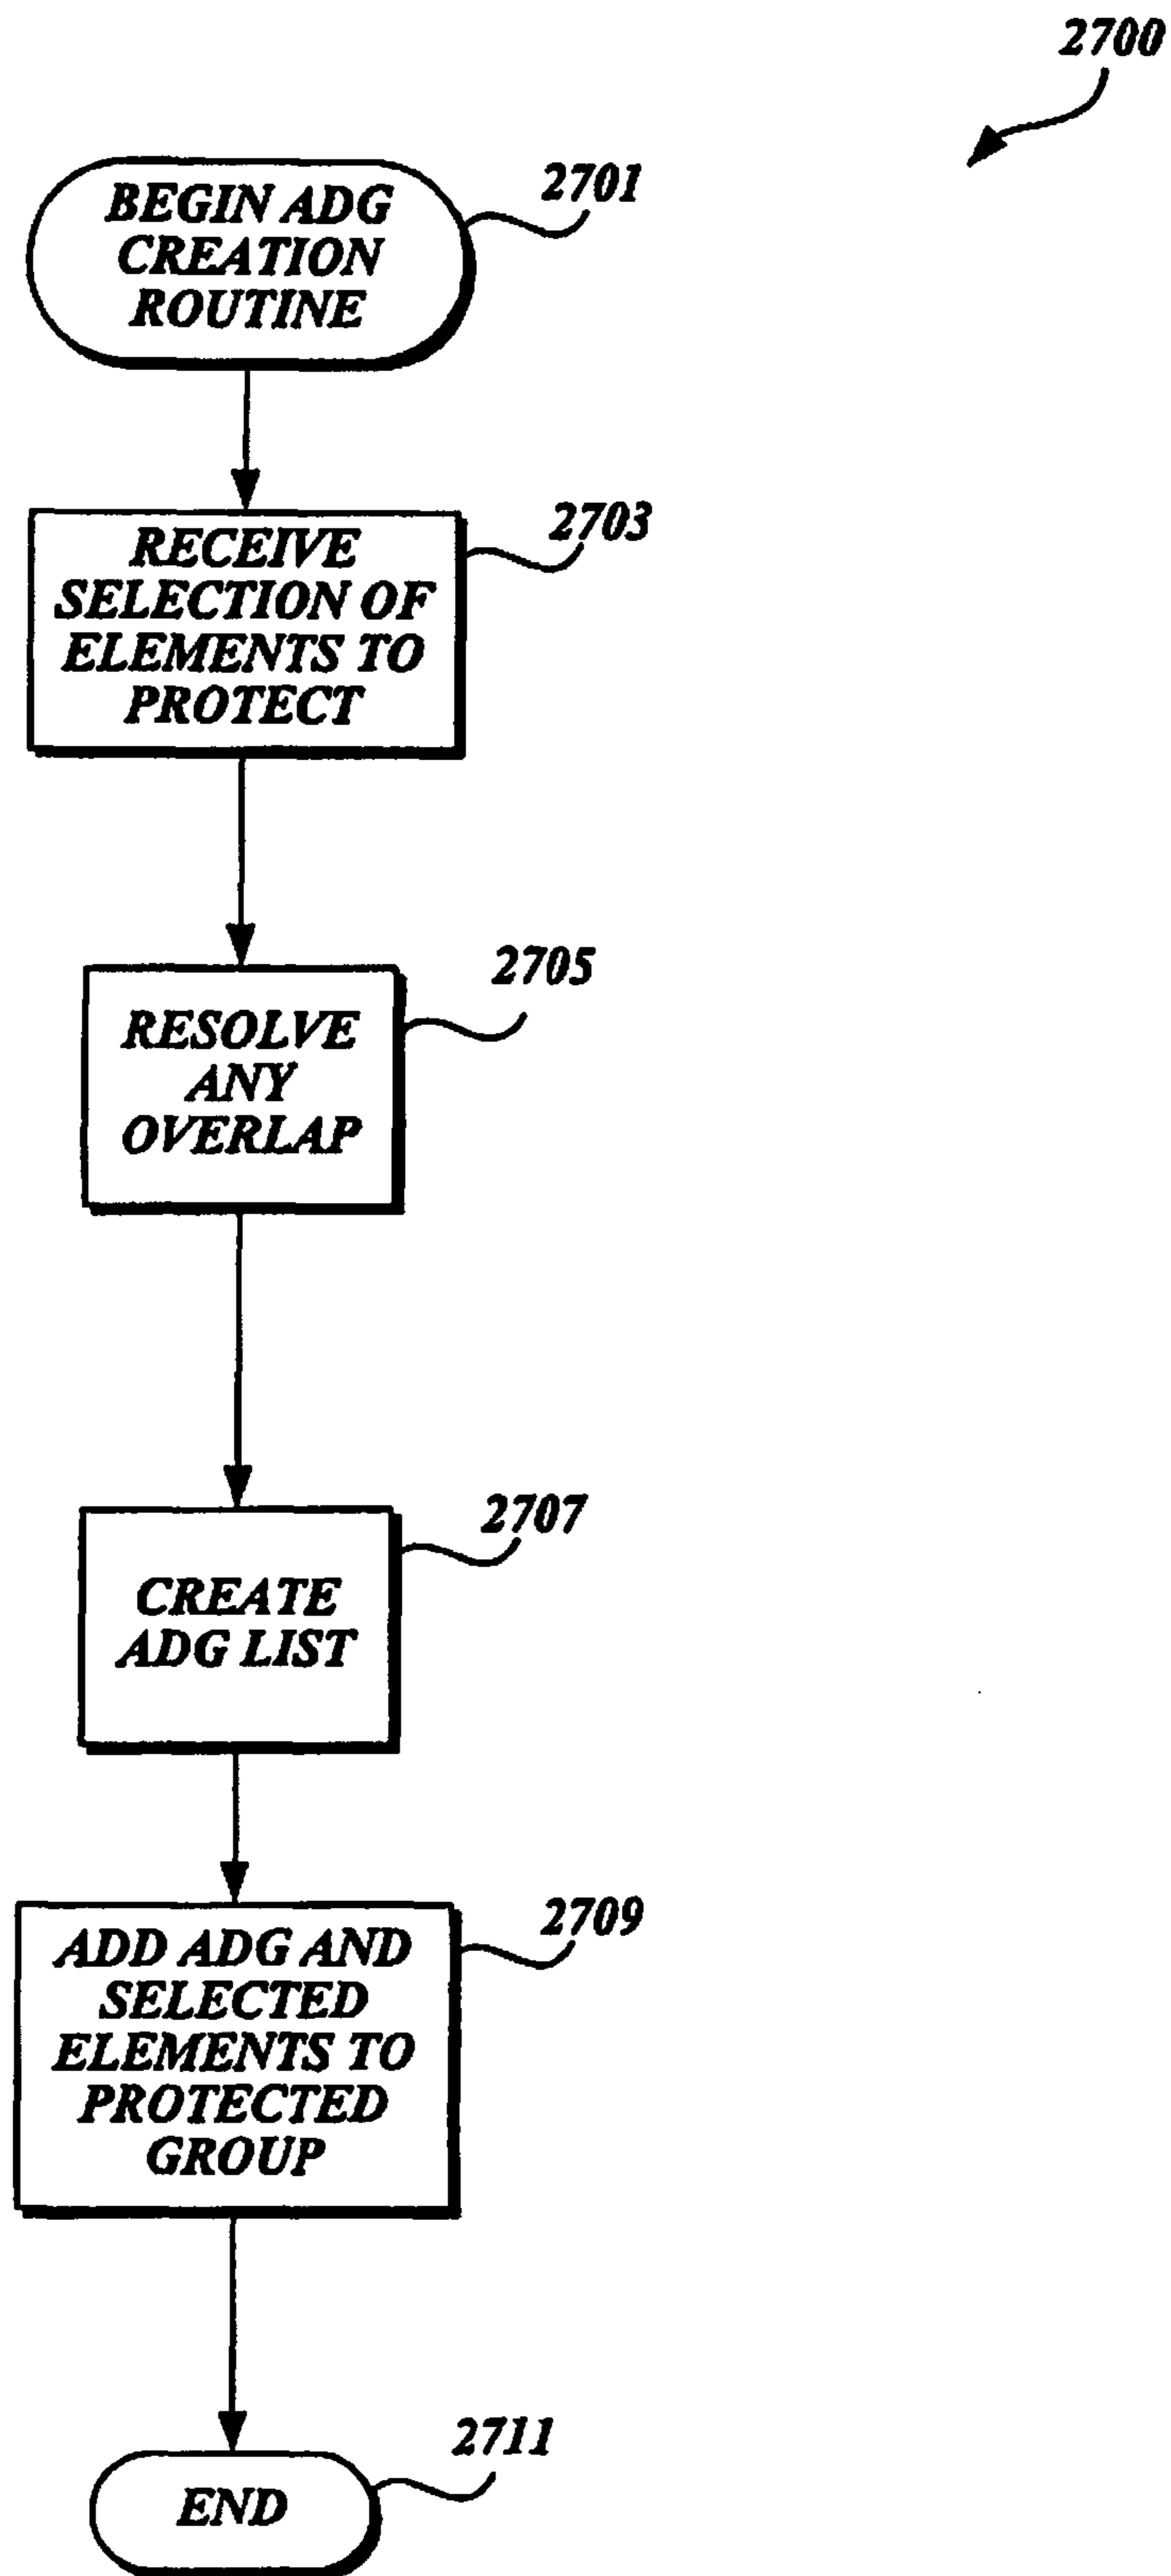 2700
2701
BEGIN ADG
CREATION
ROUTINE
2703
RECEIVE
SELECTION OF
ELEMENTS TO
PROTECT
2705
RESOLVE
ANY
OVERLAP
2707
CREATE
ADG LIST
2709
ADD ADG AND
SELECTED
ELEMENTS TO
PROTECTED
GROUP
2711
END